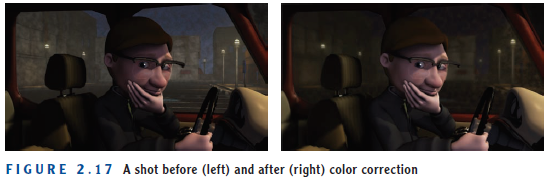 FIGURE 2.17 A shot before (left) and after (right) color correction